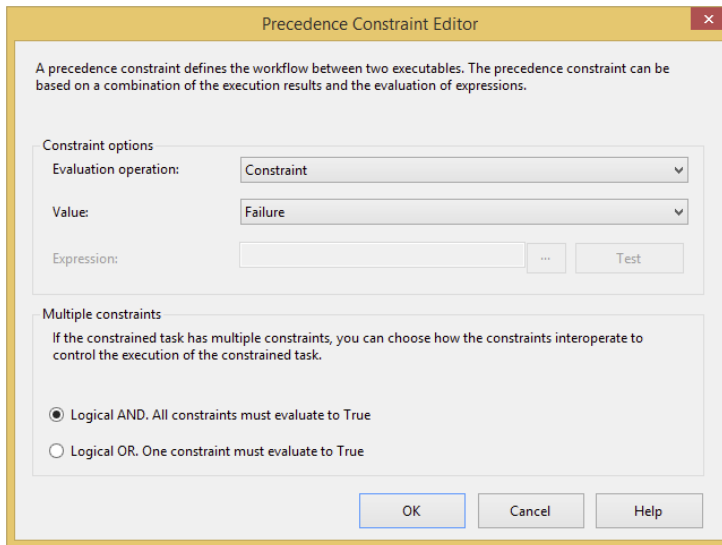 Precedence Constraint Editor
A precedence constraint defines the workflow between two executables. The precedence constraint can be
based on a combination of the execution results and the evaluation of expressions.
Constraint options
Evaluation operation: Constraint
Value: Failure
Expression: ... Test
Multiple constraints
If the constrained task has multiple constraints, you can choose how the constraints interoperate to
control the execution of the constrained task.
Logical AND. All constraints must evaluate to True
Logical OR. One constraint must evaluate to True
OK Cancel Help